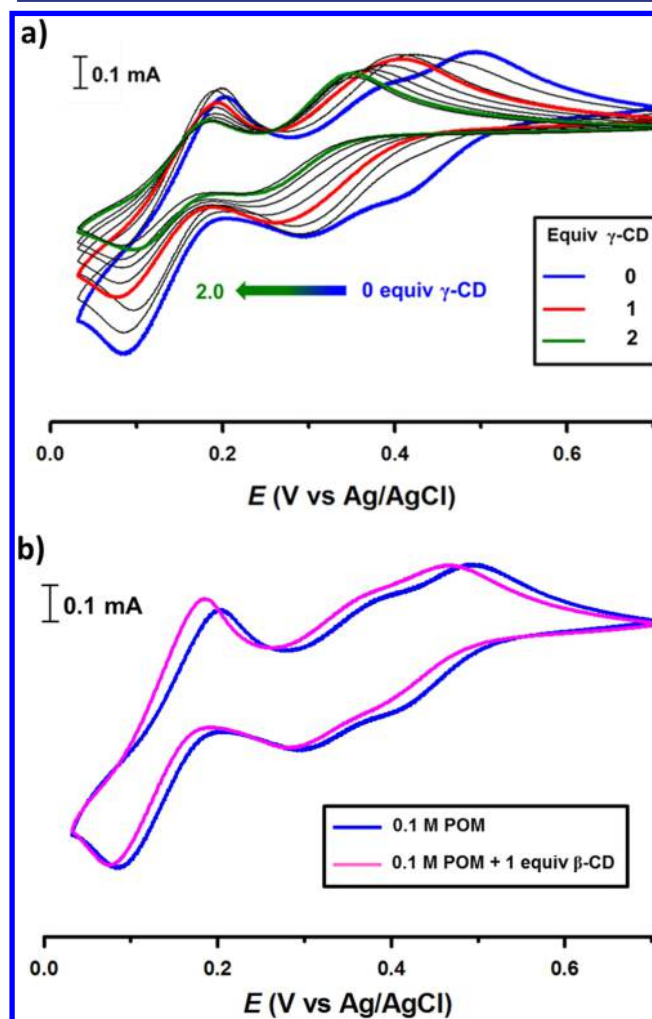 a)
0.1 mA
Equiv γ-CD
0
1
2
2.0
0 equiv γ-CD
0.0 0.2 0.4 0.6
E (V vs Ag/AgCl)
b)
0.1 mA
0.1 M POM
0.1 M POM + 1 equiv β-CD
0.0 0.2 0.4 0.6
E (V vs Ag/AgCl)